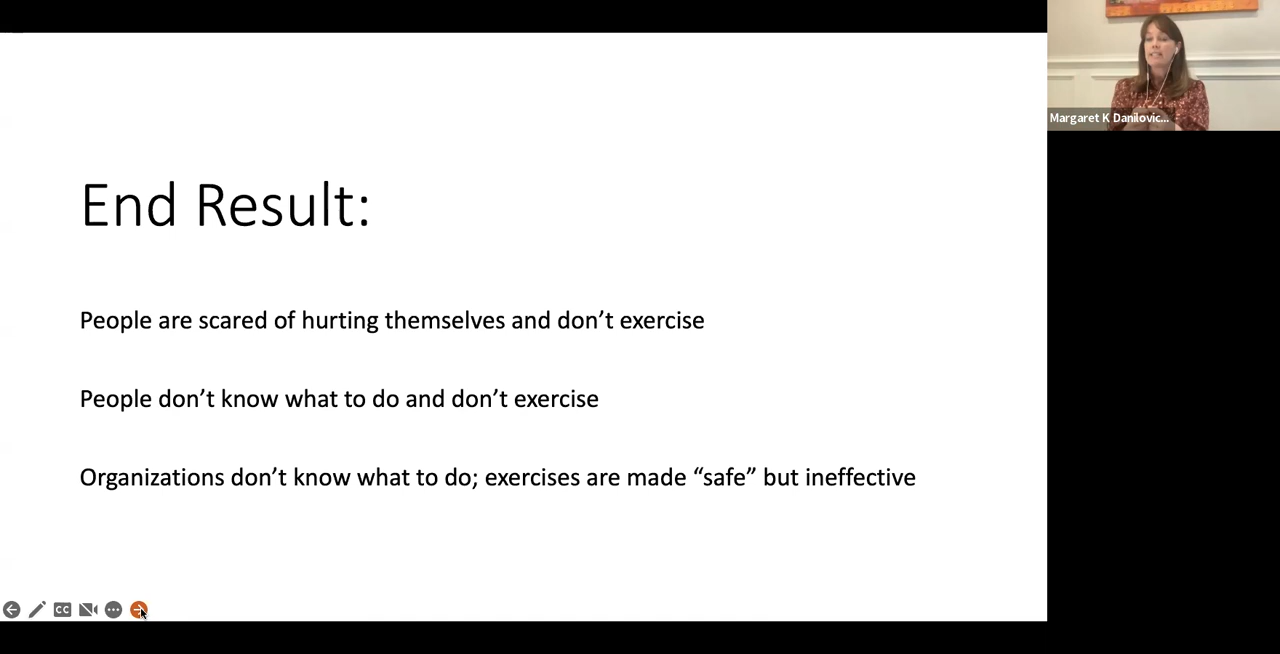 Margaret K Danilovic...
End Result:
People are scared of hurting themselves and don’t exercise
People don’t know what to do and don’t exercise
Organizations don’t know what to do; exercises are made “safe” but ineffective
CC